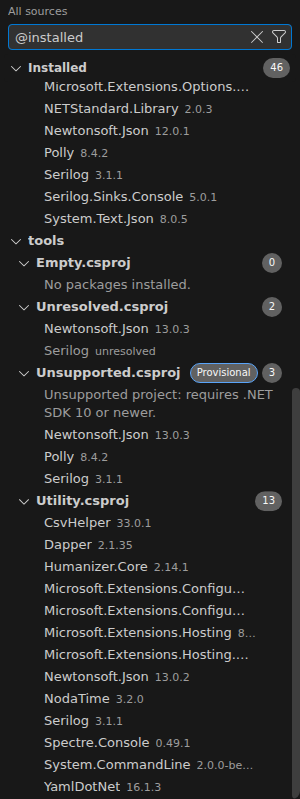 All sources
@installed
Installed 46
Microsoft.Extensions.Options....
NETStandard.Library 2.0.3
Newtonsoft.Json 12.0.1
Polly 8.4.2
Serilog 3.1.1
Serilog.Sinks.Console 5.0.1
System.Text.Json 8.0.5
tools
Empty.csproj 0
No packages installed.
Unresolved.csproj 2
Newtonsoft.Json 13.0.3
Serilog unresolved
Unsupported.csproj Provisional 3
Unsupported project: requires .NET
SDK 10 or newer.
Newtonsoft.Json 13.0.3
Polly 8.4.2
Serilog 3.1.1
Utility.csproj 13
CsvHelper 33.0.1
Dapper 2.1.35
Humanizer.Core 2.14.1
Microsoft.Extensions.Configu...
Microsoft.Extensions.Configu...
Microsoft.Extensions.Hosting 8...
Microsoft.Extensions.Hosting....
Newtonsoft.Json 13.0.2
NodaTime 3.2.0
Serilog 3.1.1
Spectre.Console 0.49.1
System.CommandLine 2.0.0-be...
YamlDotNet 16.1.3